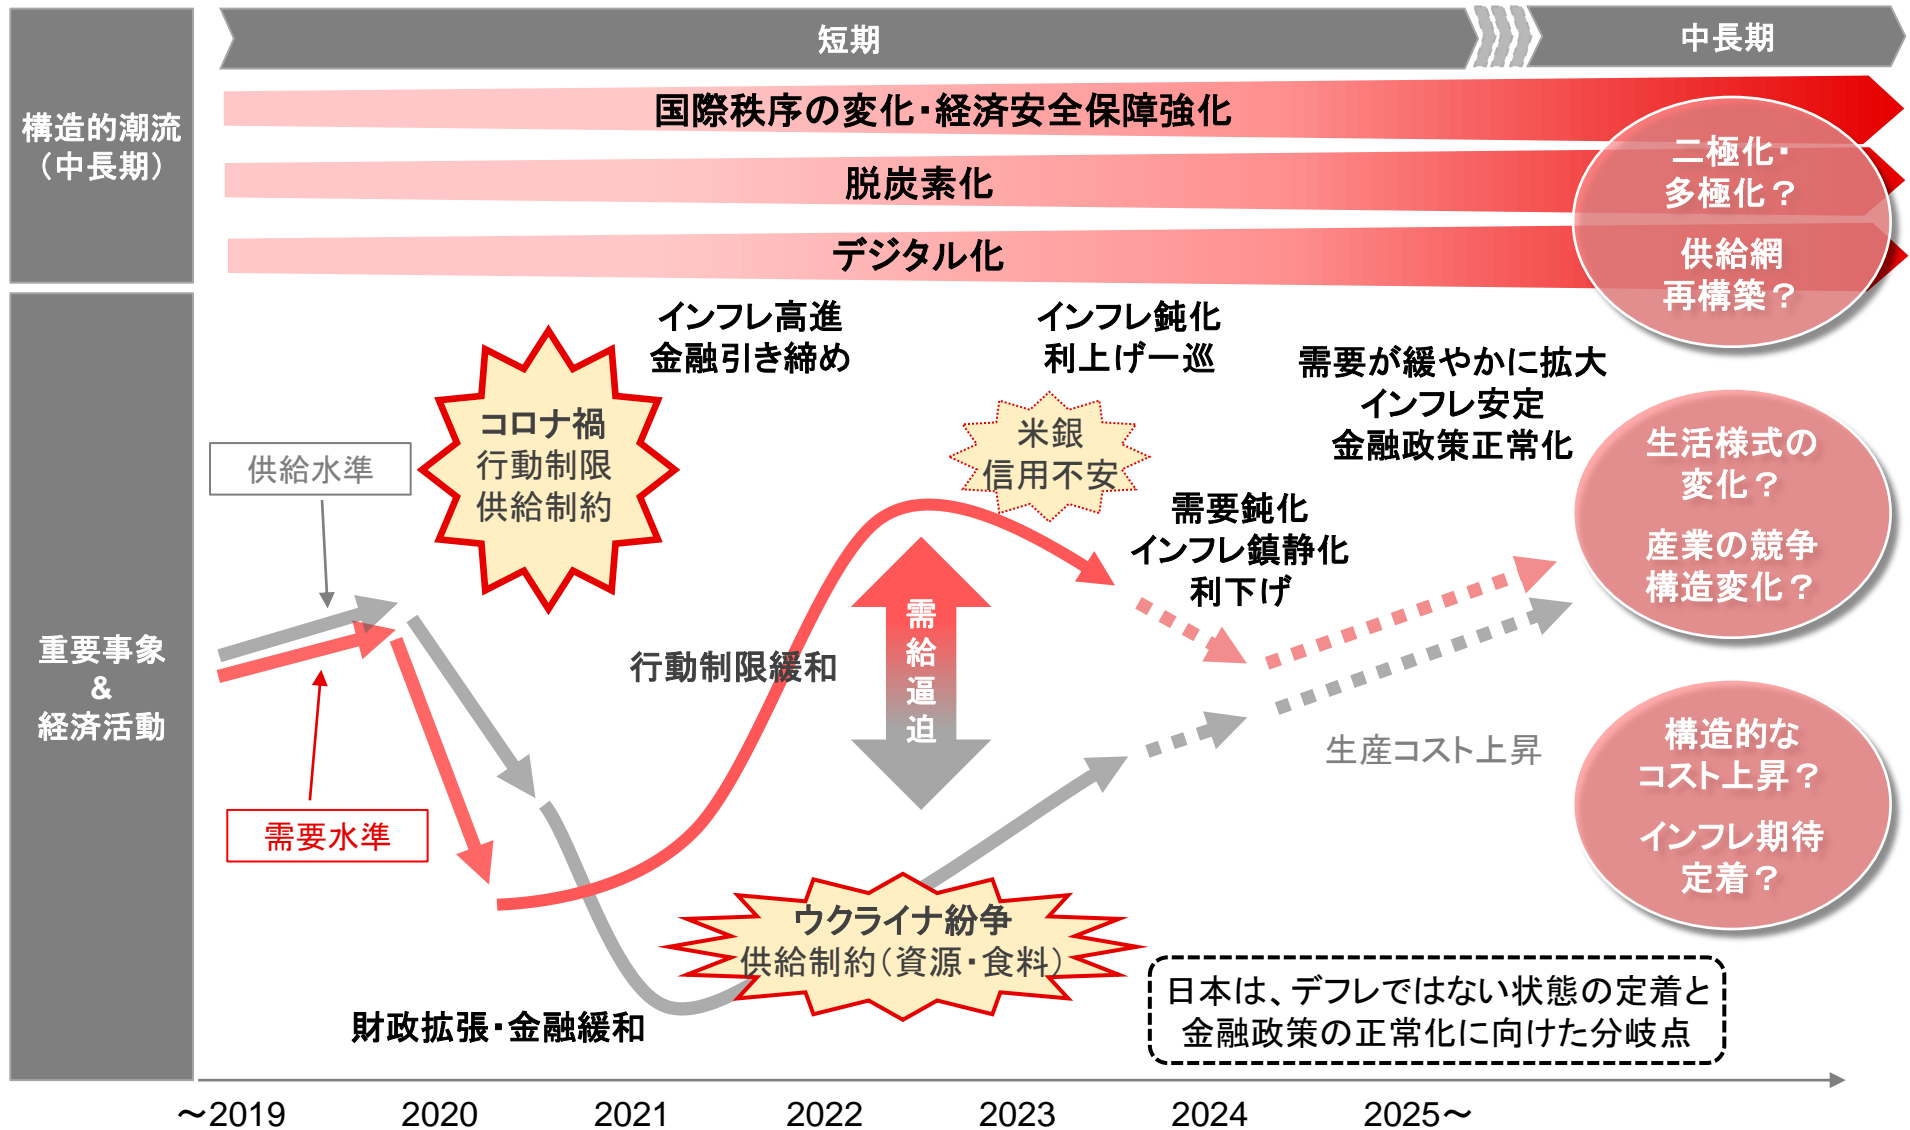 短期
中長期
構造的潮流
（中長期）
国際秩序の変化・経済安全保障強化
脱炭素化
デジタル化
二極化・
多極化？
供給網
再構築？
重要事象
&
経済活動
インフレ高進
金融引き締め
インフレ鈍化
利上げ一巡
需要が緩やかに拡大
インフレ安定
金融政策正常化
コロナ禍
行動制限
供給制約
米銀
信用不安
供給水準
需要鈍化
インフレ鎮静化
利下げ
生活様式の
変化？
産業の競争
構造変化？
行動制限緩和
需給逼迫
生産コスト上昇
構造的な
コスト上昇？
インフレ期待
定着？
需要水準
ウクライナ紛争
供給制約（資源・食料）
財政拡張・金融緩和
日本は、デフレではない状態の定着と
金融政策の正常化に向けた分岐点
～2019
2020
2021
2022
2023
2024
2025～